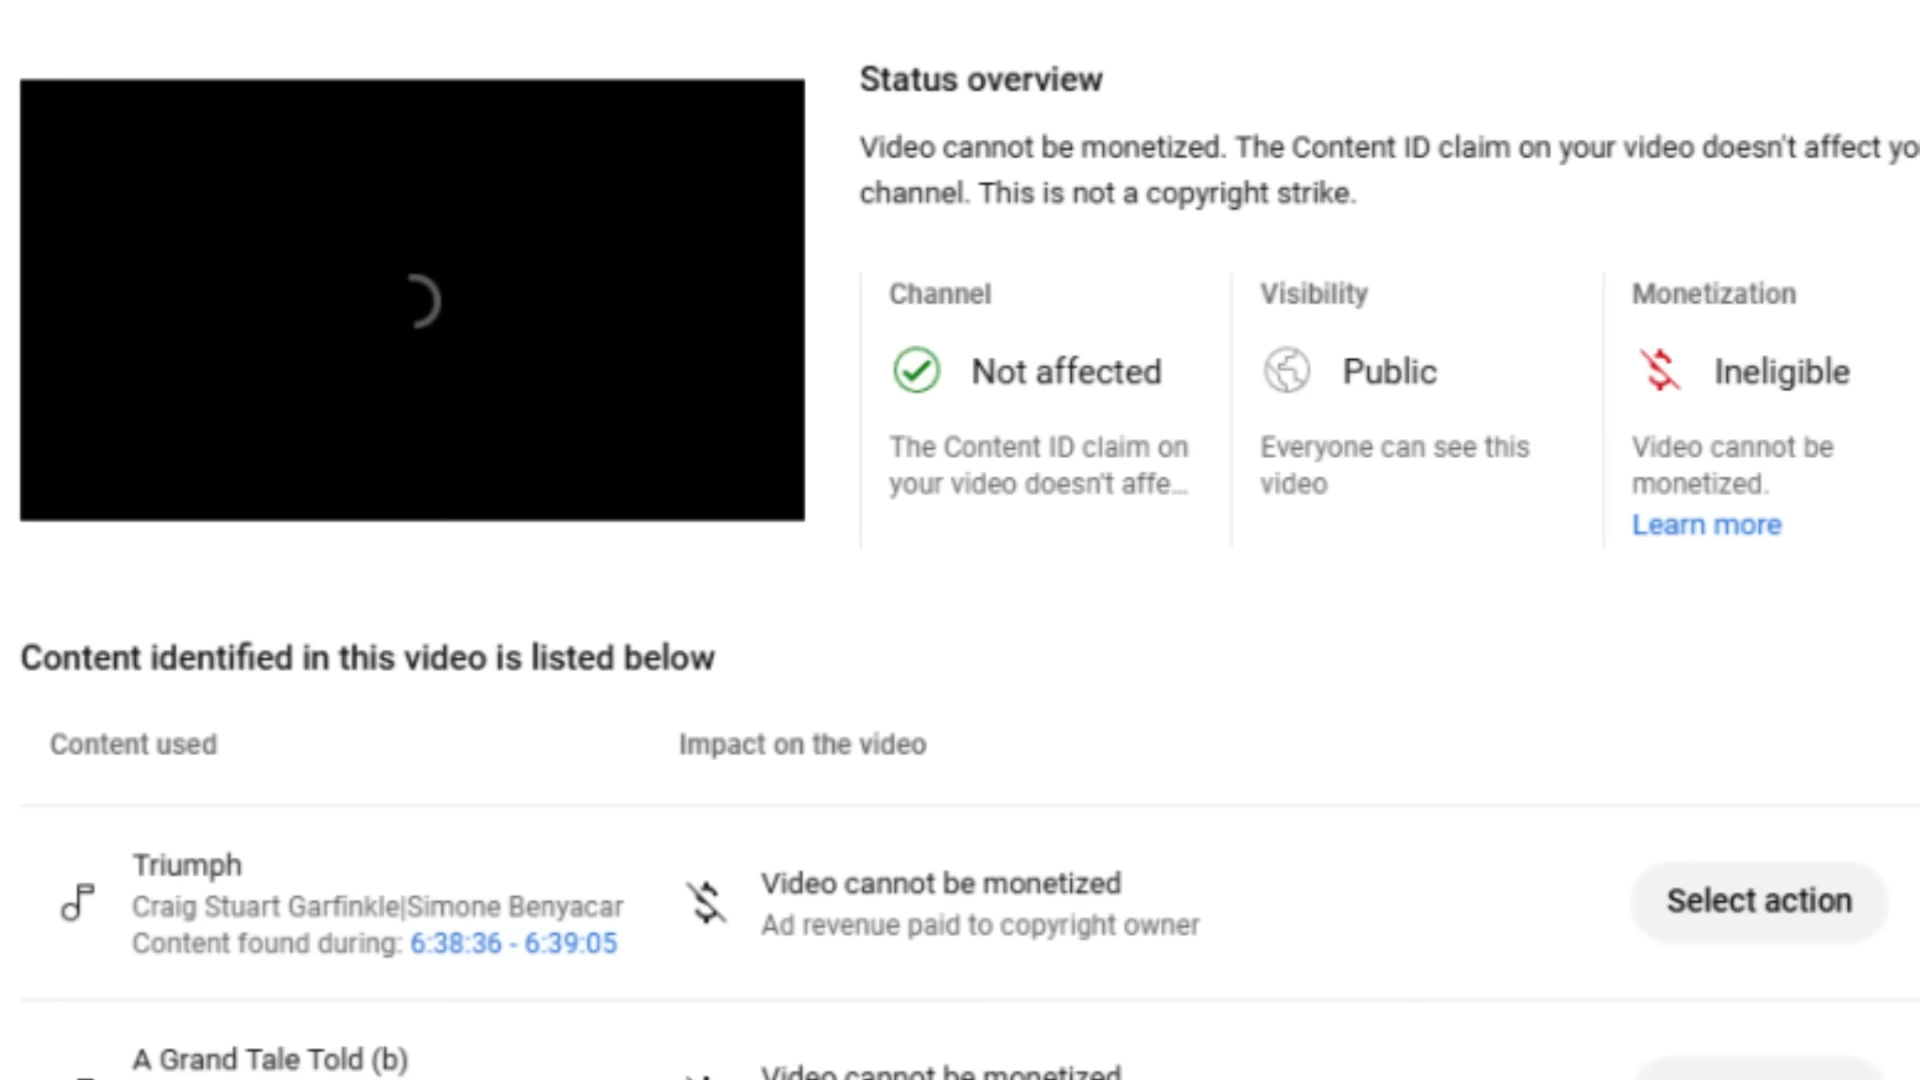 Status overview
Video cannot be monetized. The Content ID claim on your video doesn't affect yo
channel. This is not a copyright strike.
Channel
Visibility
Monetization
Not affected
Public
Ineligible
The Content ID claim on
your video doesn't affe...
Everyone can see this
video
Video cannot be
monetized.
Learn more
Content identified in this video is listed below
Content used
Impact on the video
Triumph
Craig Stuart Garfinkle|Simone Benyacar
Content found during: 6:38:36 - 6:39:05
Video cannot be monetized
Ad revenue paid to copyright owner
Select action
A Grand Tale Told (b)
Video cannot be monetized